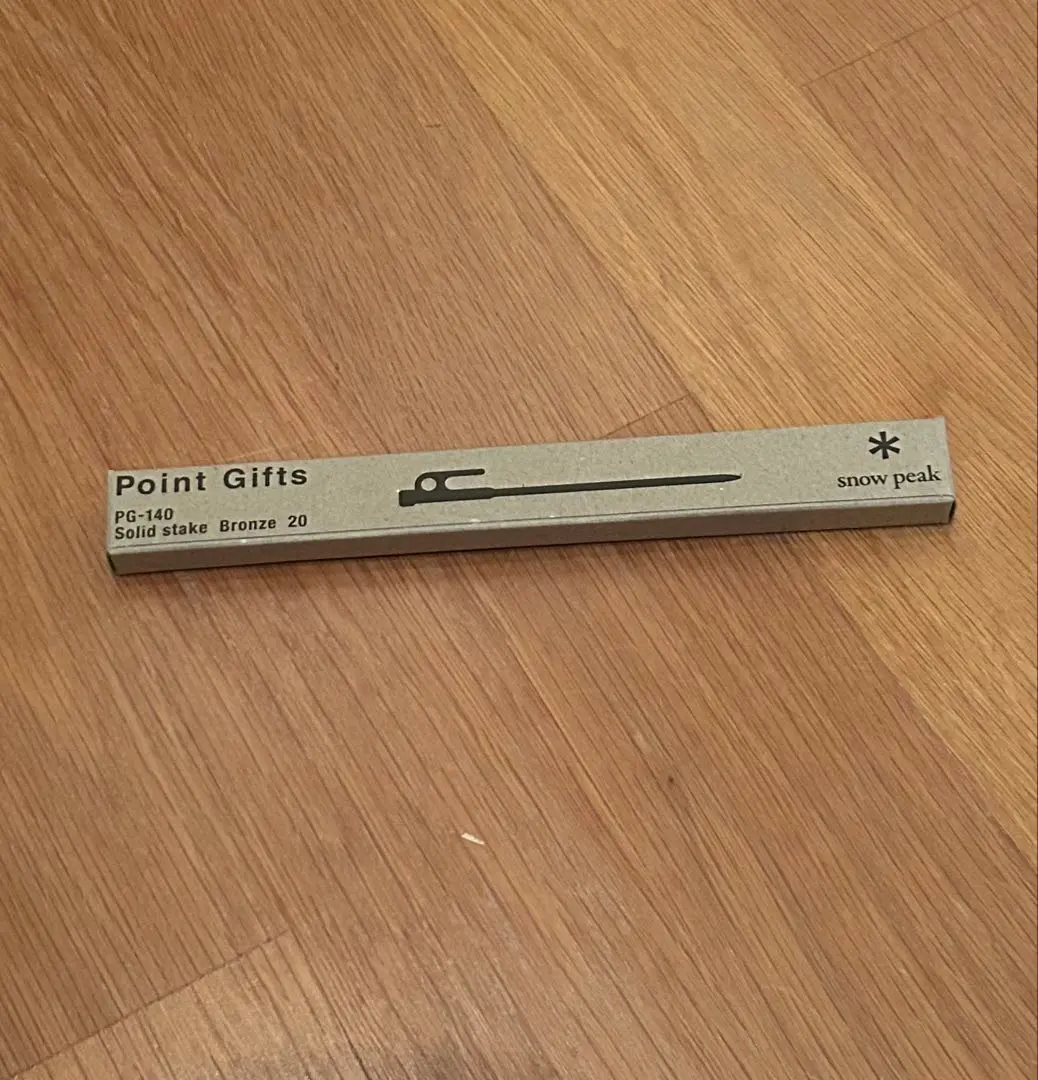 Point Gifts
PG-140
Solid stake Bronze 20
snow peak